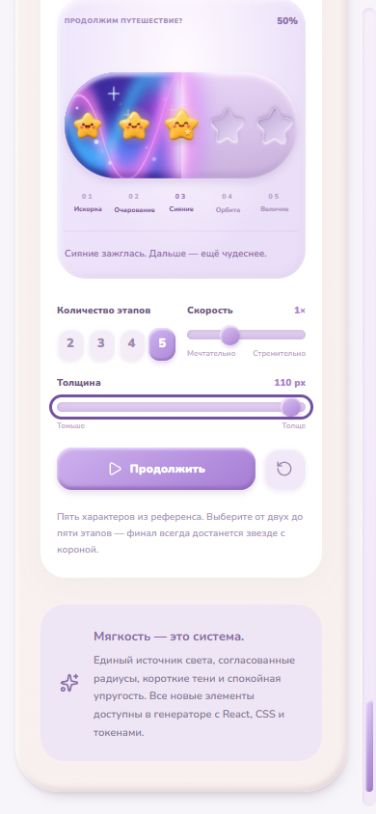 ПРОДОЛЖИМ ПУТЕШЕСТВИЕ? 50%
01 02 03 04 05
Искорка Очарование Сияние Орбита Величие
Сияние зажглась. Дальше — ещё чудеснее.
Количество этапов
2 3 4 5
Скорость 1×
Мечтательно Стремительно
Толщина 110 px
Тоньше Толще
Продолжить
Пять характеров из референса. Выберите от двух до
пяти этапов — финал всегда достанется звезде с
короной.
Мягкость — это система.
Единый источник света, согласованные
радиусы, короткие тени и спокойная
упругость. Все новые элементы
доступны в генераторе с React, CSS и
токенами.